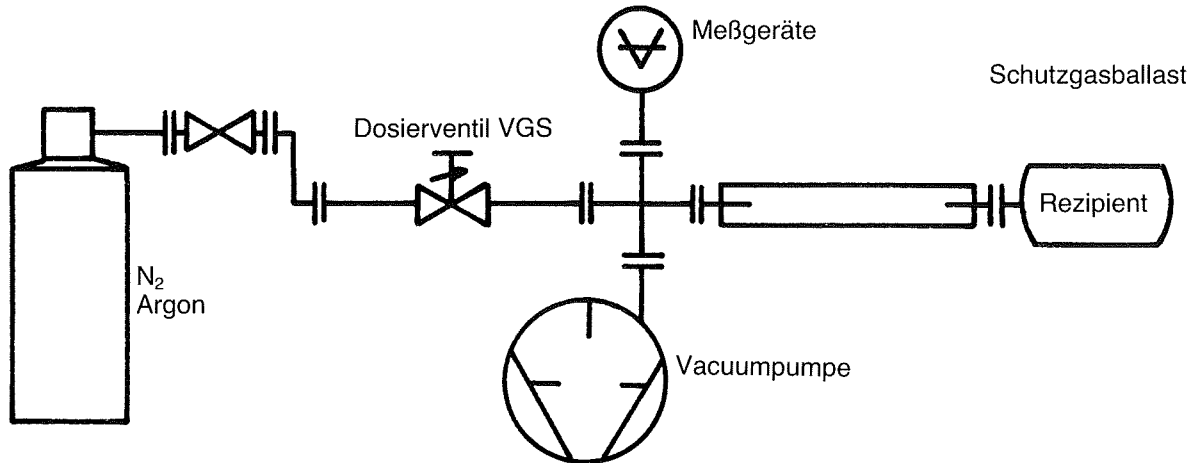 Meßgeräte
Schutzgasballast
Dosierventil VGS
Rezipient
N₂
Argon
Vacuumpumpe